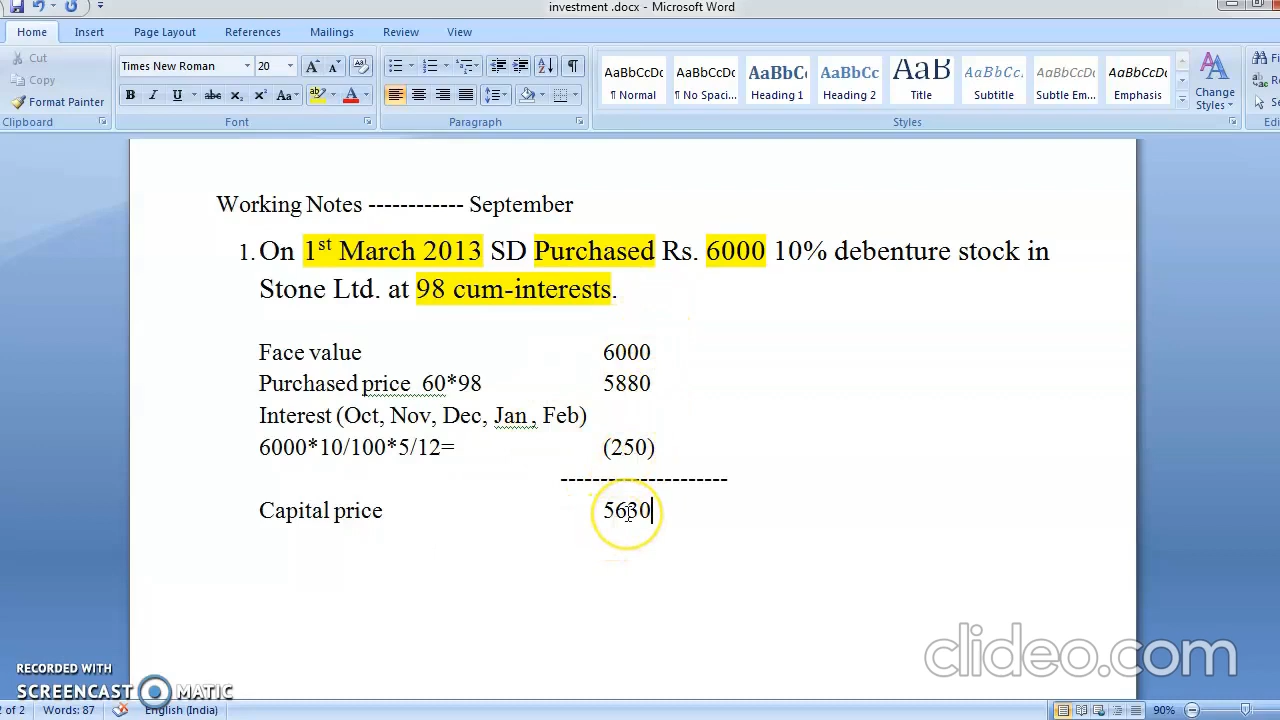 investment .docx - Microsoft Word
Home Insert Page Layout References Mailings Review View
Cut
Copy
Format Painter
Clipboard
Times New Roman 20
Font
Paragraph
AaBbCcDc AaBbCcDc AaBbCc AaBbCc AaB AaBbCc. AaBbCcDc AaBbCcDc
¶ Normal ¶ No Spaci... Heading 1 Heading 2 Title Subtitle Subtle Em... Emphasis
Change Styles
Styles
Working Notes ------------ September
1. On 1st March 2013 SD Purchased Rs. 6000 10% debenture stock in
Stone Ltd. at 98 cum-interests.
Face value 6000
Purchased price 60*98 5880
Interest (Oct, Nov, Dec, Jan , Feb)
6000*10/100*5/12= (250)
---------------------
Capital price 5630
clideo.com
RECORDED WITH
SCREENCAST MATIC
2 of 2 Words: 87 English (India) 90%